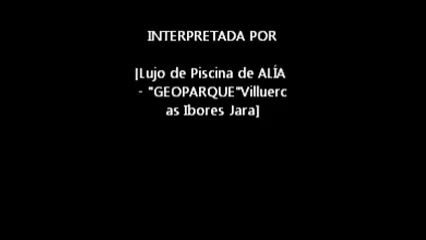 INTERPRETADA POR
[Lujo de Piscina de ALÍA
- "GEOPARQUE"Villuerc
as Ibores Jara]